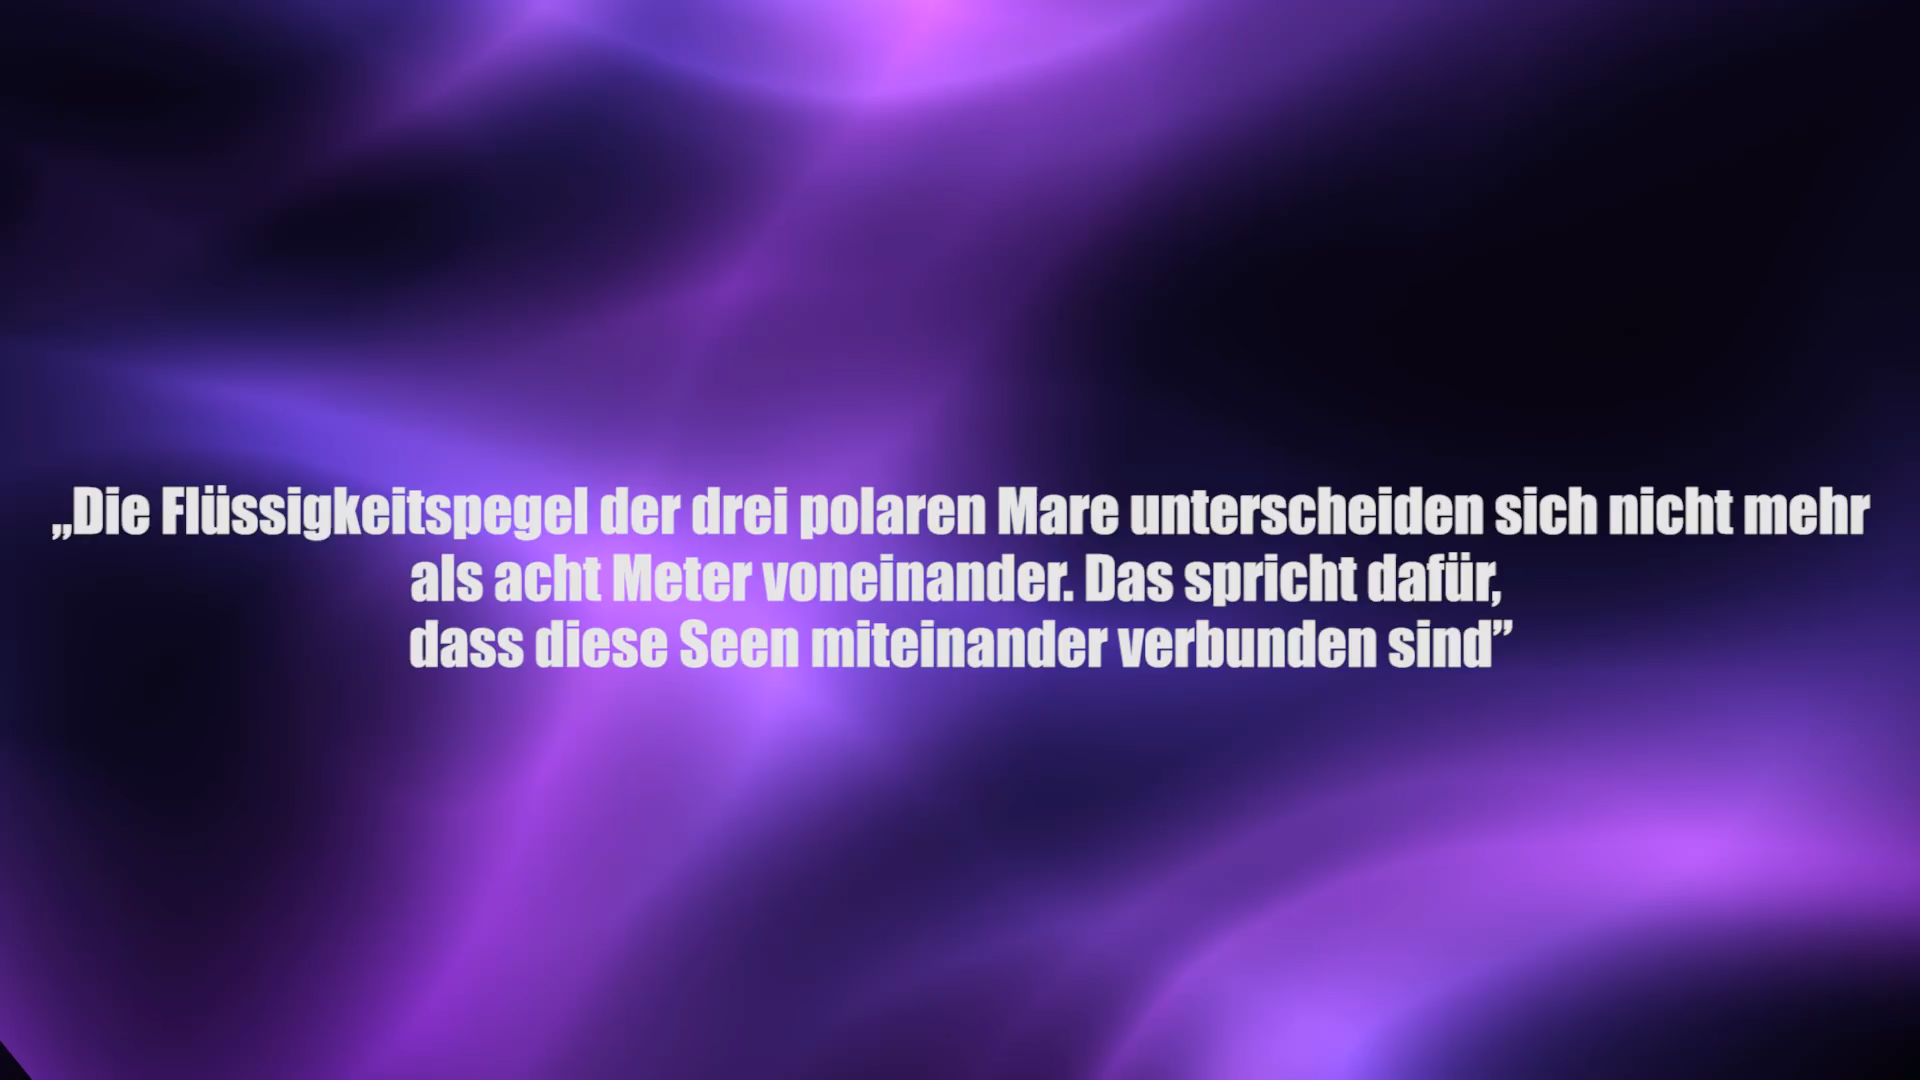 „Die Flüssigkeitspegel der drei polaren Mare unterscheiden sich nicht mehr
als acht Meter voneinander. Das spricht dafür,
dass diese Seen miteinander verbunden sind”